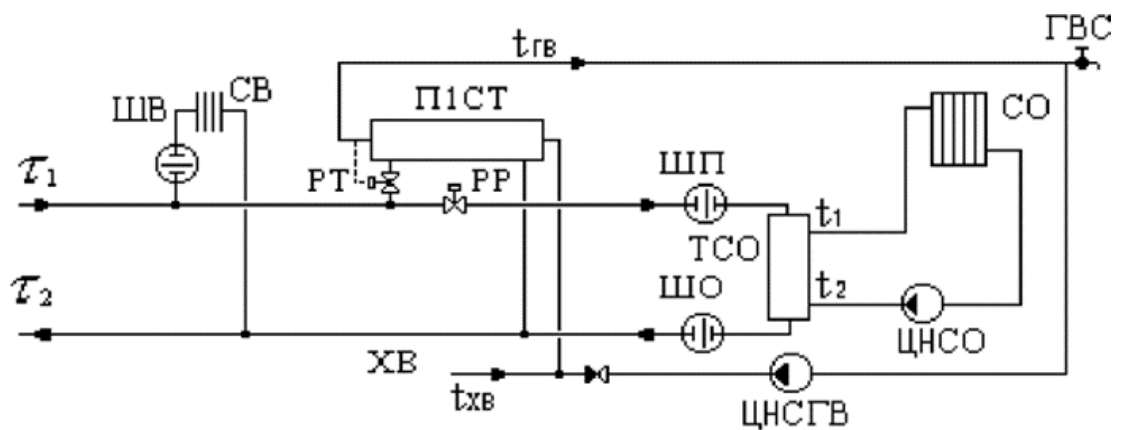 ГВС
tГВ
СВ
ШВ
П1СТ
СО
τ1
РТ
РР
ШП
t1
ТСО
τ2
ШО
t2
ЦНСО
ХВ
tХВ
ЦНСГВ